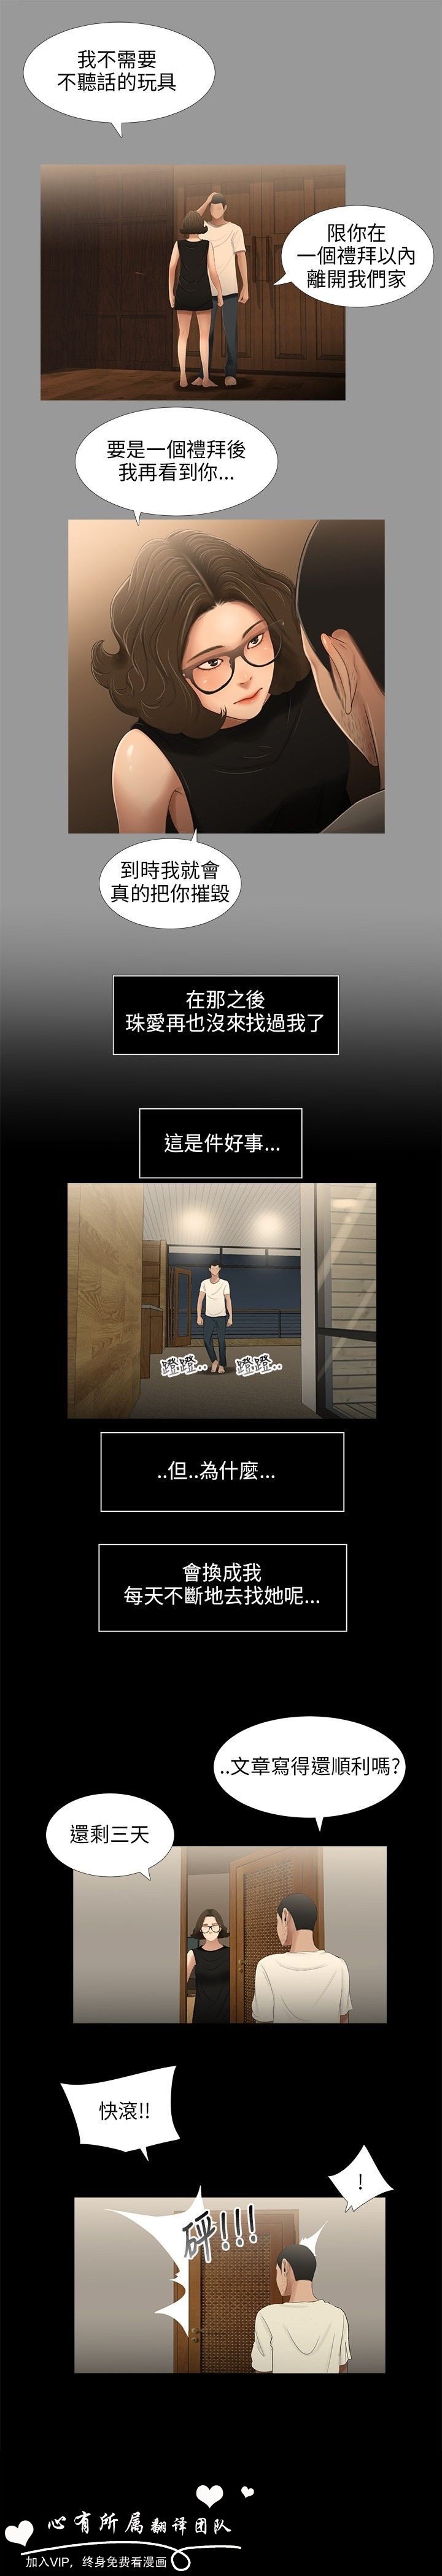 我不需要
不聽話的玩具
限你在
一個禮拜以內
離開我們家
要是一個禮拜後
我再看到你...
到時我就會
真的把你摧毀
在那之後
珠愛再也沒來找過我了
這是件好事...
蹬蹬..
蹬蹬..
..但..為什麼...
會換成我
每天不斷地去找她呢...
..文章寫得還順利嗎?
還剩三天
快滾!!
!
砰!!!
心有所属翻译团队
加入VIP，终身免费看漫画